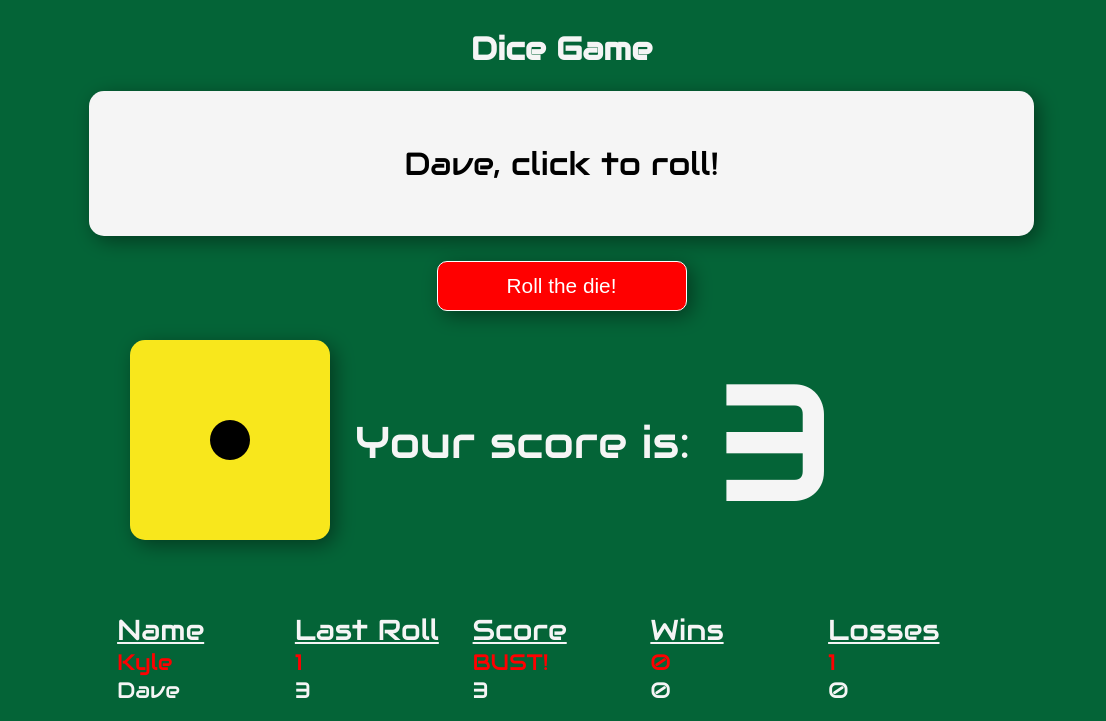 Dice Game
Dave, click to roll!
Roll the die!
Your score is: 3
Name Last Roll Score Wins Losses
Kyle 1 BUST! 0 1
Dave 3 3 0 0